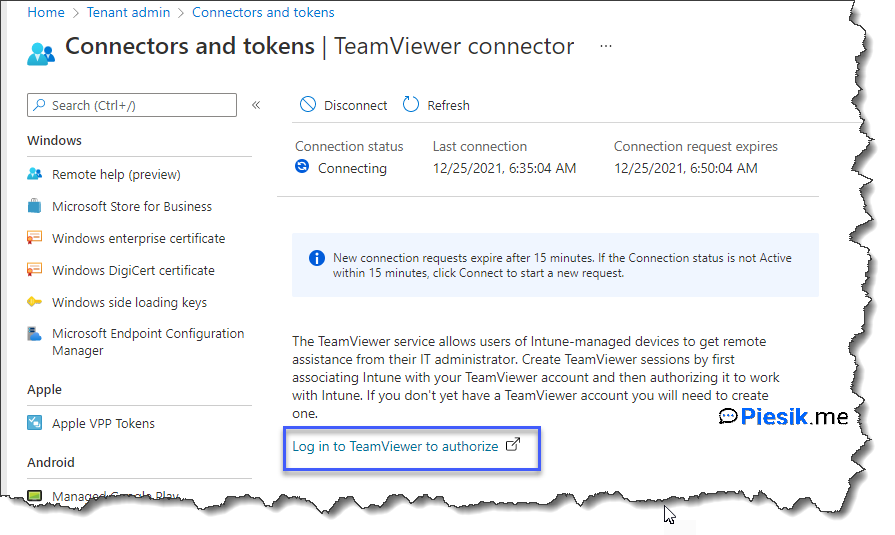 Home > Tenant admin > Connectors and tokens
Connectors and tokens | TeamViewer connector ...
Search (Ctrl+/)
«
Disconnect
Refresh
Windows
Connection status
Last connection
Connection request expires
Connecting
12/25/2021, 6:35:04 AM
12/25/2021, 6:50:04 AM
Remote help (preview)
Microsoft Store for Business
Windows enterprise certificate
Windows DigiCert certificate
Windows side loading keys
Microsoft Endpoint Configuration
Manager
New connection requests expire after 15 minutes. If the Connection status is not Active
within 15 minutes, click Connect to start a new request.
The TeamViewer service allows users of Intune-managed devices to get remote
assistance from their IT administrator. Create TeamViewer sessions by first
associating Intune with your TeamViewer account and then authorizing it to work
with Intune. If you don't yet have a TeamViewer account you will need to create
one.
Piesik.me
Log in to TeamViewer to authorize
Apple
Apple VPP Tokens
Android
Managed Google Play